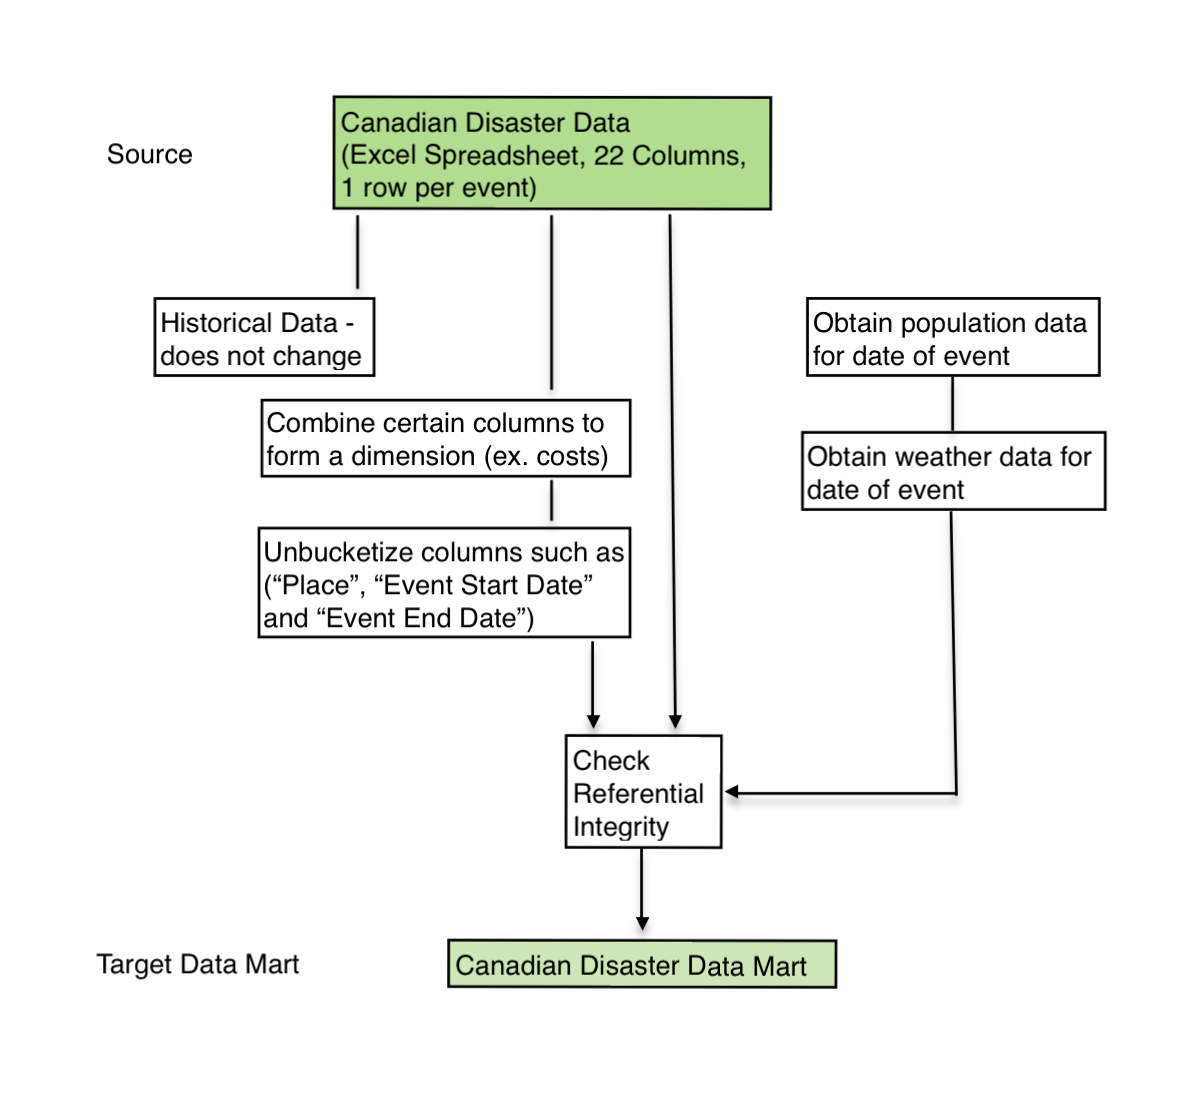 Source
Canadian Disaster Data
(Excel Spreadsheet, 22 Columns,
1 row per event)
Historical Data -
does not change
Obtain population data
for date of event
Combine certain columns to
form a dimension (ex. costs)
Obtain weather data for
date of event
Unbucketize columns such as
(“Place”, “Event Start Date”
and “Event End Date”)
Check
Referential
Integrity
Target Data Mart
Canadian Disaster Data Mart